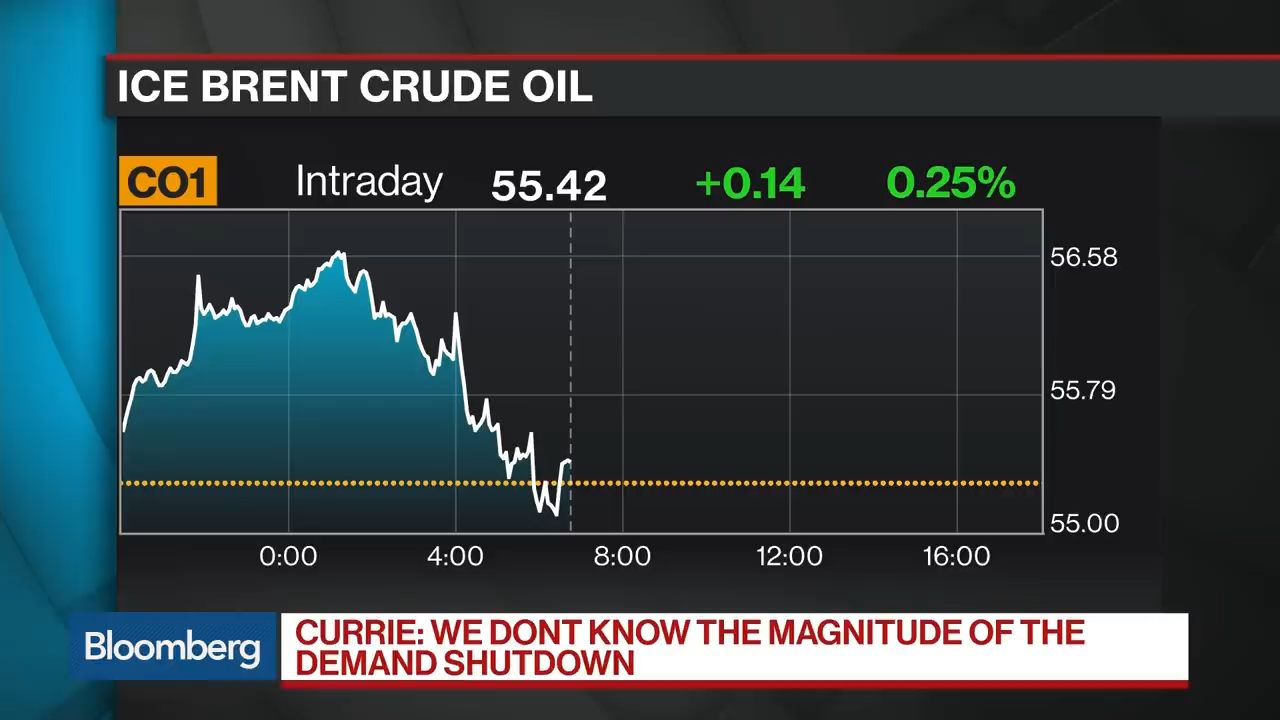 ICE BRENT CRUDE OIL
CO1 Intraday 55.42 +0.14 0.25%
56.58
55.79
55.00
0:00 4:00 8:00 12:00 16:00
Bloomberg
CURRIE: WE DONT KNOW THE MAGNITUDE OF THE
DEMAND SHUTDOWN